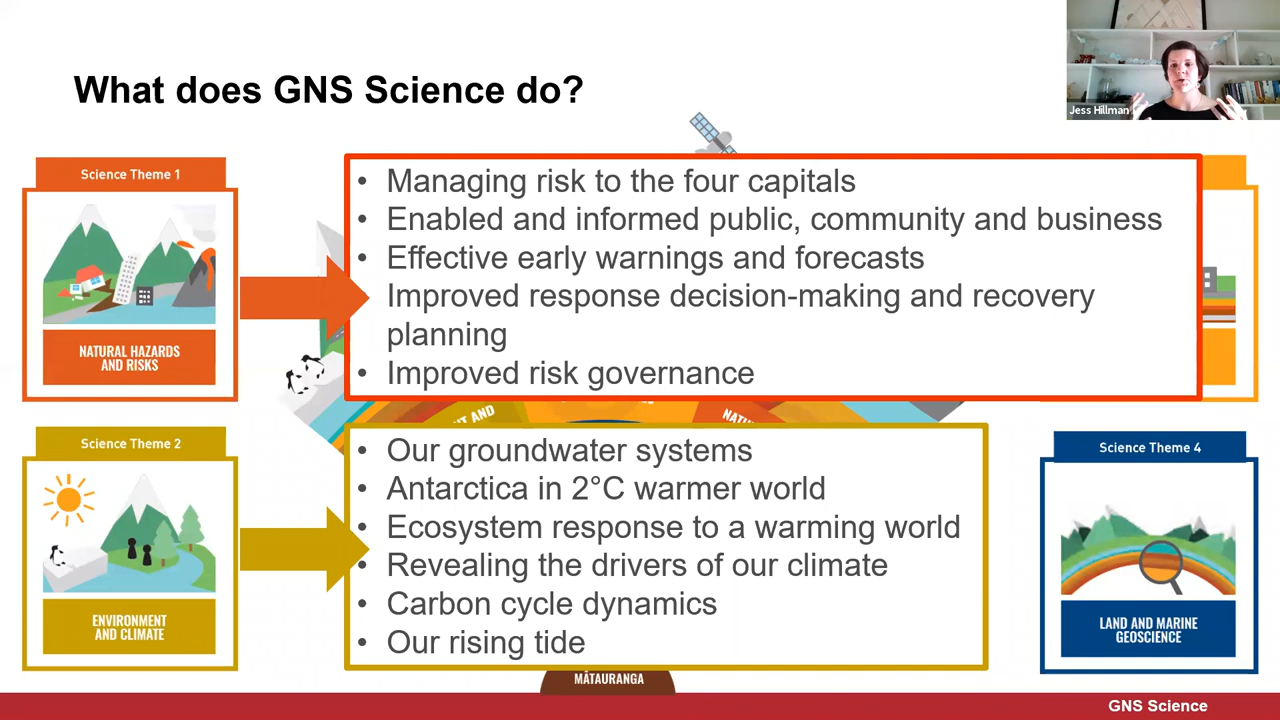 What does GNS Science do?
Jess Hillman
Science Theme 1
NATURAL HAZARDS
AND RISKS
• Managing risk to the four capitals
• Enabled and informed public, community and business
• Effective early warnings and forecasts
Improved response decision-making and recovery
planning
• Improved risk governance
Science Theme 2
ENVIRONMENT
AND CLIMATE
• Our groundwater systems
• Antarctica in 2°C warmer world
• Ecosystem response to a warming world
• Revealing the drivers of our climate
• Carbon cycle dynamics
• Our rising tide
Science Theme 4
LAND AND MARINE
GEOSCIENCE
AND
MĀTAURANGA
GNS Science